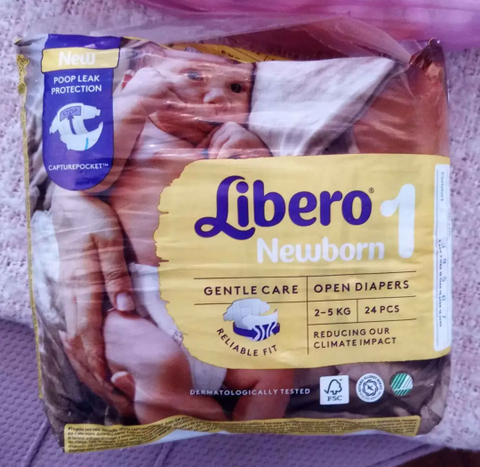 New
POOP LEAK
PROTECTION
STOP
CAPTUREPOCKET™
Libero®
Newborn 1
GENTLE CARE
OPEN DIAPERS
2-5 KG
24 PCS
RELIABLE FIT
REDUCING OUR
CLIMATE IMPACT
DERMATOLOGICALLY TESTED
FSC